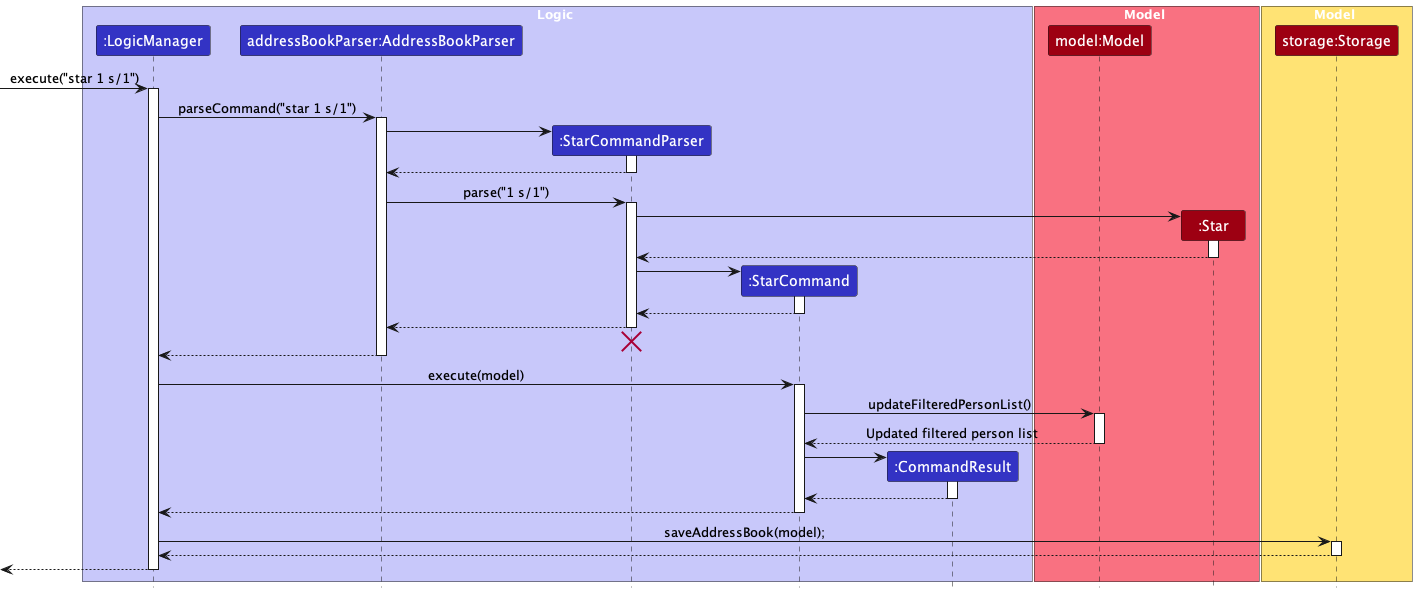 Logic
Model
Model
:LogicManager
addressBookParser:AddressBookParser
model:Model
storage:Storage
execute("star 1 s/1")
parseCommand("star 1 s/1")
:StarCommandParser
parse("1 s/1")
:Star
:StarCommand
execute(model)
updateFilteredPersonList()
Updated filtered person list
:CommandResult
saveAddressBook(model);